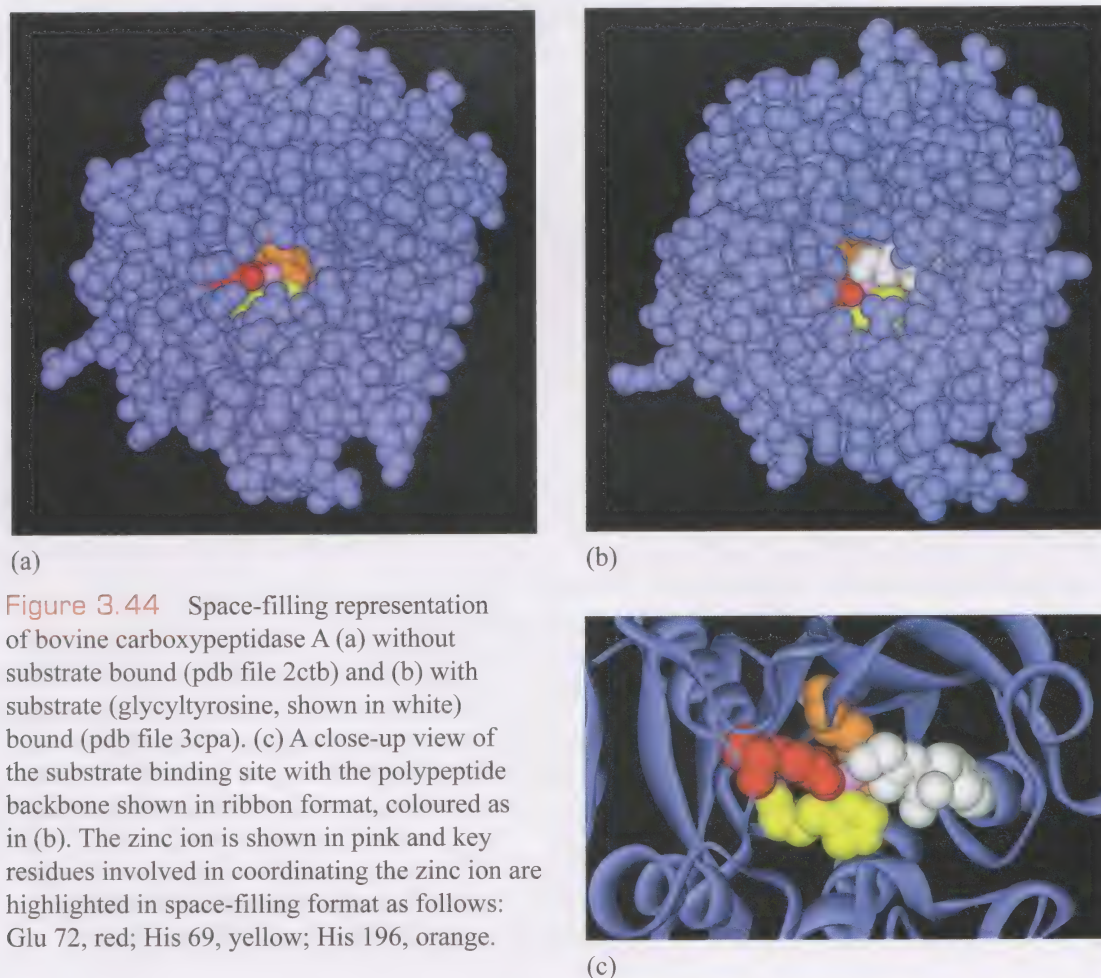 (a)
(b)
Figure 3.44 Space-filling representation
of bovine carboxypeptidase A (a) without
substrate bound (pdb file 2ctb) and (b) with
substrate (glycyltyrosine, shown in white)
bound (pdb file 3cpa). (c) A close-up view of
the substrate binding site with the polypeptide
backbone shown in ribbon format, coloured as
in (b). The zinc ion is shown in pink and key
residues involved in coordinating the zinc ion are
highlighted in space-filling format as follows:
Glu 72, red; His 69, yellow; His 196, orange.
(c)